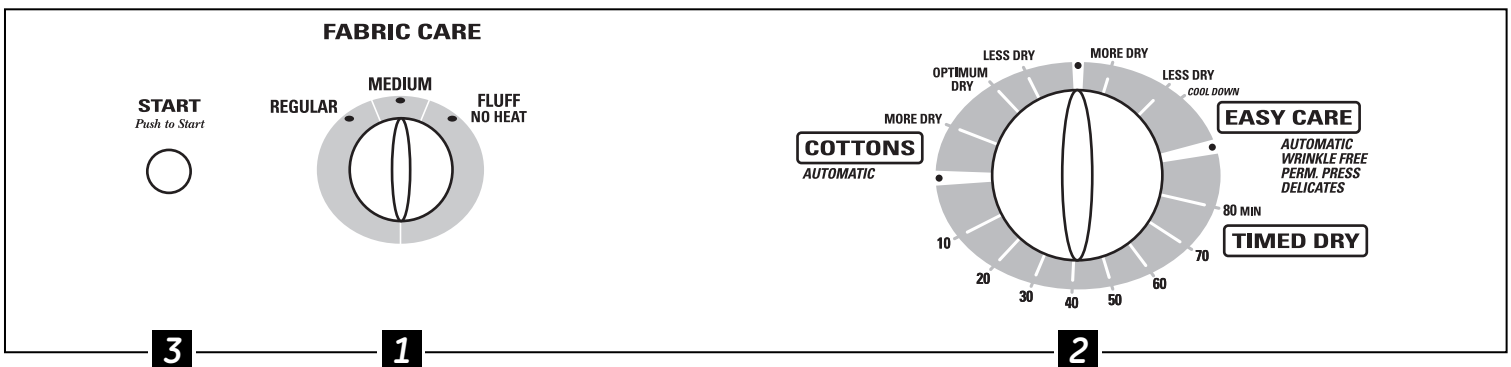 FABRIC CARE
START
Push to Start
REGULAR
MEDIUM
FLUFF
NO HEAT
COTTONS
AUTOMATIC
MORE DRY
OPTIMUM
DRY
LESS DRY
MORE DRY
LESS DRY
COOL DOWN
EASY CARE
AUTOMATIC
WRINKLE FREE
PERM. PRESS
DELICATES
80 MIN
TIMED DRY
70
60
50
40
30
20
10
3
1
2